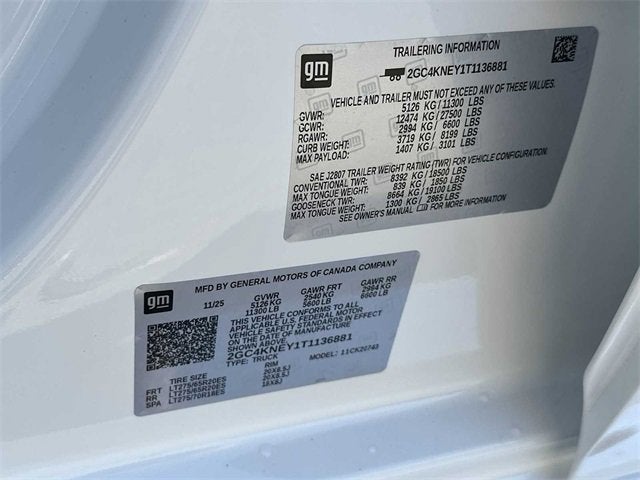 gm
TRAILERING INFORMATION
2GC4KNEY1T1136881
VEHICLE AND TRAILER MUST NOT EXCEED ANY OF THESE VALUES.
GVWR: 5126 KG / 11300 LBS
GCWR: 12474 KG / 27500 LBS
RGAWR: 2994 KG / 6600 LBS
CURB WEIGHT: 3719 KG / 8199 LBS
MAX PAYLOAD: 1407 KG / 3101 LBS
SAE J2807 TRAILER WEIGHT RATING (TWR) FOR VEHICLE CONFIGURATION.
CONVENTIONAL TWR: 8392 KG / 18500 LBS
MAX TONGUE WEIGHT: 839 KG / 1850 LBS
GOOSENECK TWR: 8664 KG / 19100 LBS
MAX TONGUE WEIGHT: 1300 KG / 2865 LBS
SEE OWNER'S MANUAL FOR MORE INFORMATION
gm
MFD BY GENERAL MOTORS OF CANADA COMPANY
11/25 GVWR GAWR FRT GAWR RR
5126 KG 2540 KG 2994 KG
11300 LB 5600 LB 6600 LB
THIS VEHICLE CONFORMS TO ALL
APPLICABLE U.S. FEDERAL MOTOR
VEHICLE SAFETY STANDARDS IN EFFECT
ON THE DATE OF MANUFACTURE
SHOWN ABOVE.
2GC4KNEY1T1136881
TYPE: TRUCK MODEL: 11CK20743
TIRE SIZE RIM
FRT LT275/65R20ES 20X8.5J
RR LT275/65R20ES 20X8.5J
SPA LT275/70R18ES 18X8J